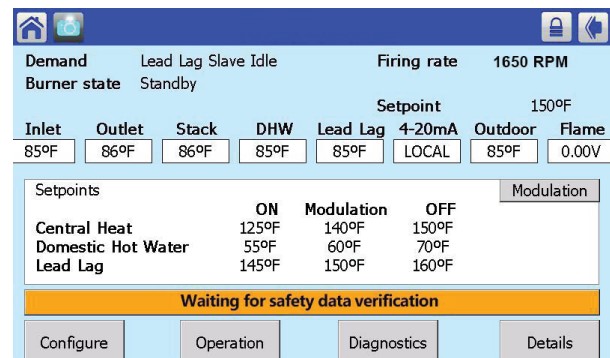 Demand Lead Lag Slave Idle Firing rate 1650 RPM
Burner state Standby
Setpoint 150ºF
Inlet Outlet Stack DHW Lead Lag 4-20mA Outdoor Flame
85ºF 86ºF 86ºF 85ºF 85ºF LOCAL 85ºF 0.00V
Setpoints Modulation
ON Modulation OFF
Central Heat 125ºF 140ºF 150ºF
Domestic Hot Water 55ºF 60ºF 70ºF
Lead Lag 145ºF 150ºF 160ºF
Waiting for safety data verification
Configure Operation Diagnostics Details